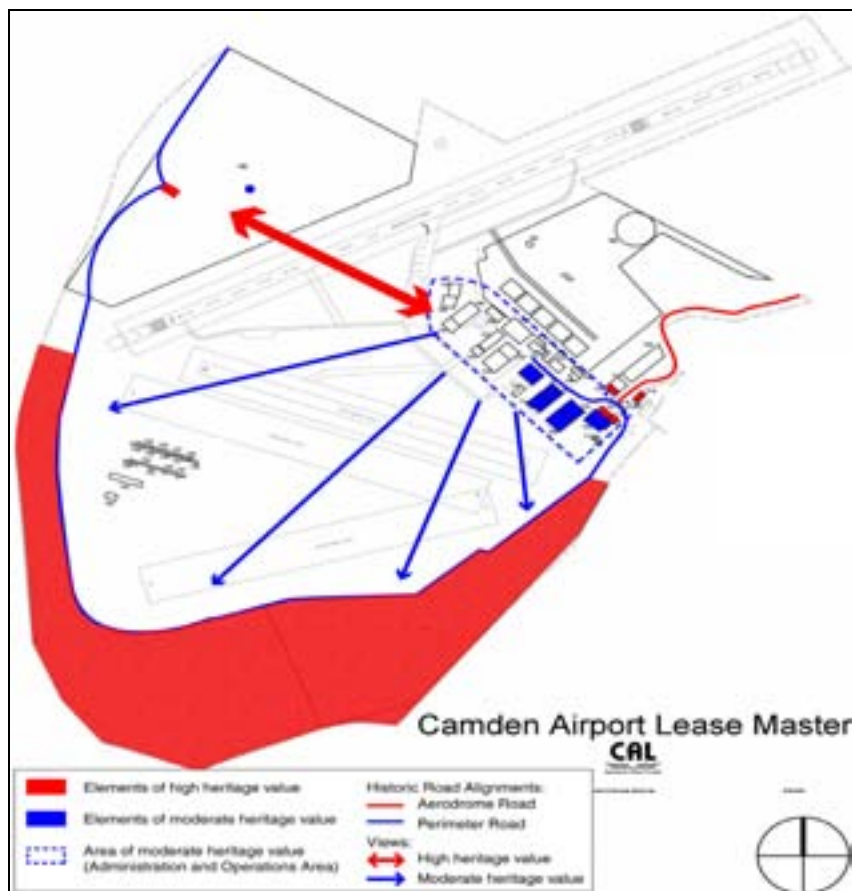 Camden Airport Lease Master
CAL
Elements of high heritage value
Elements of moderate heritage value
Area of moderate heritage value
(Administration and Operations Area)
Historic Road Alignments:
Aerodrome Road
Perimeter Road
Views:
High heritage value
Moderate heritage value